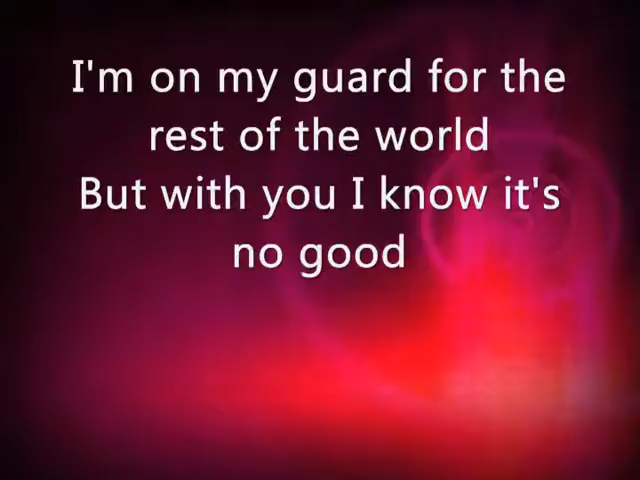 I'm on my guard for the
rest of the world
But with you I know it's
no good